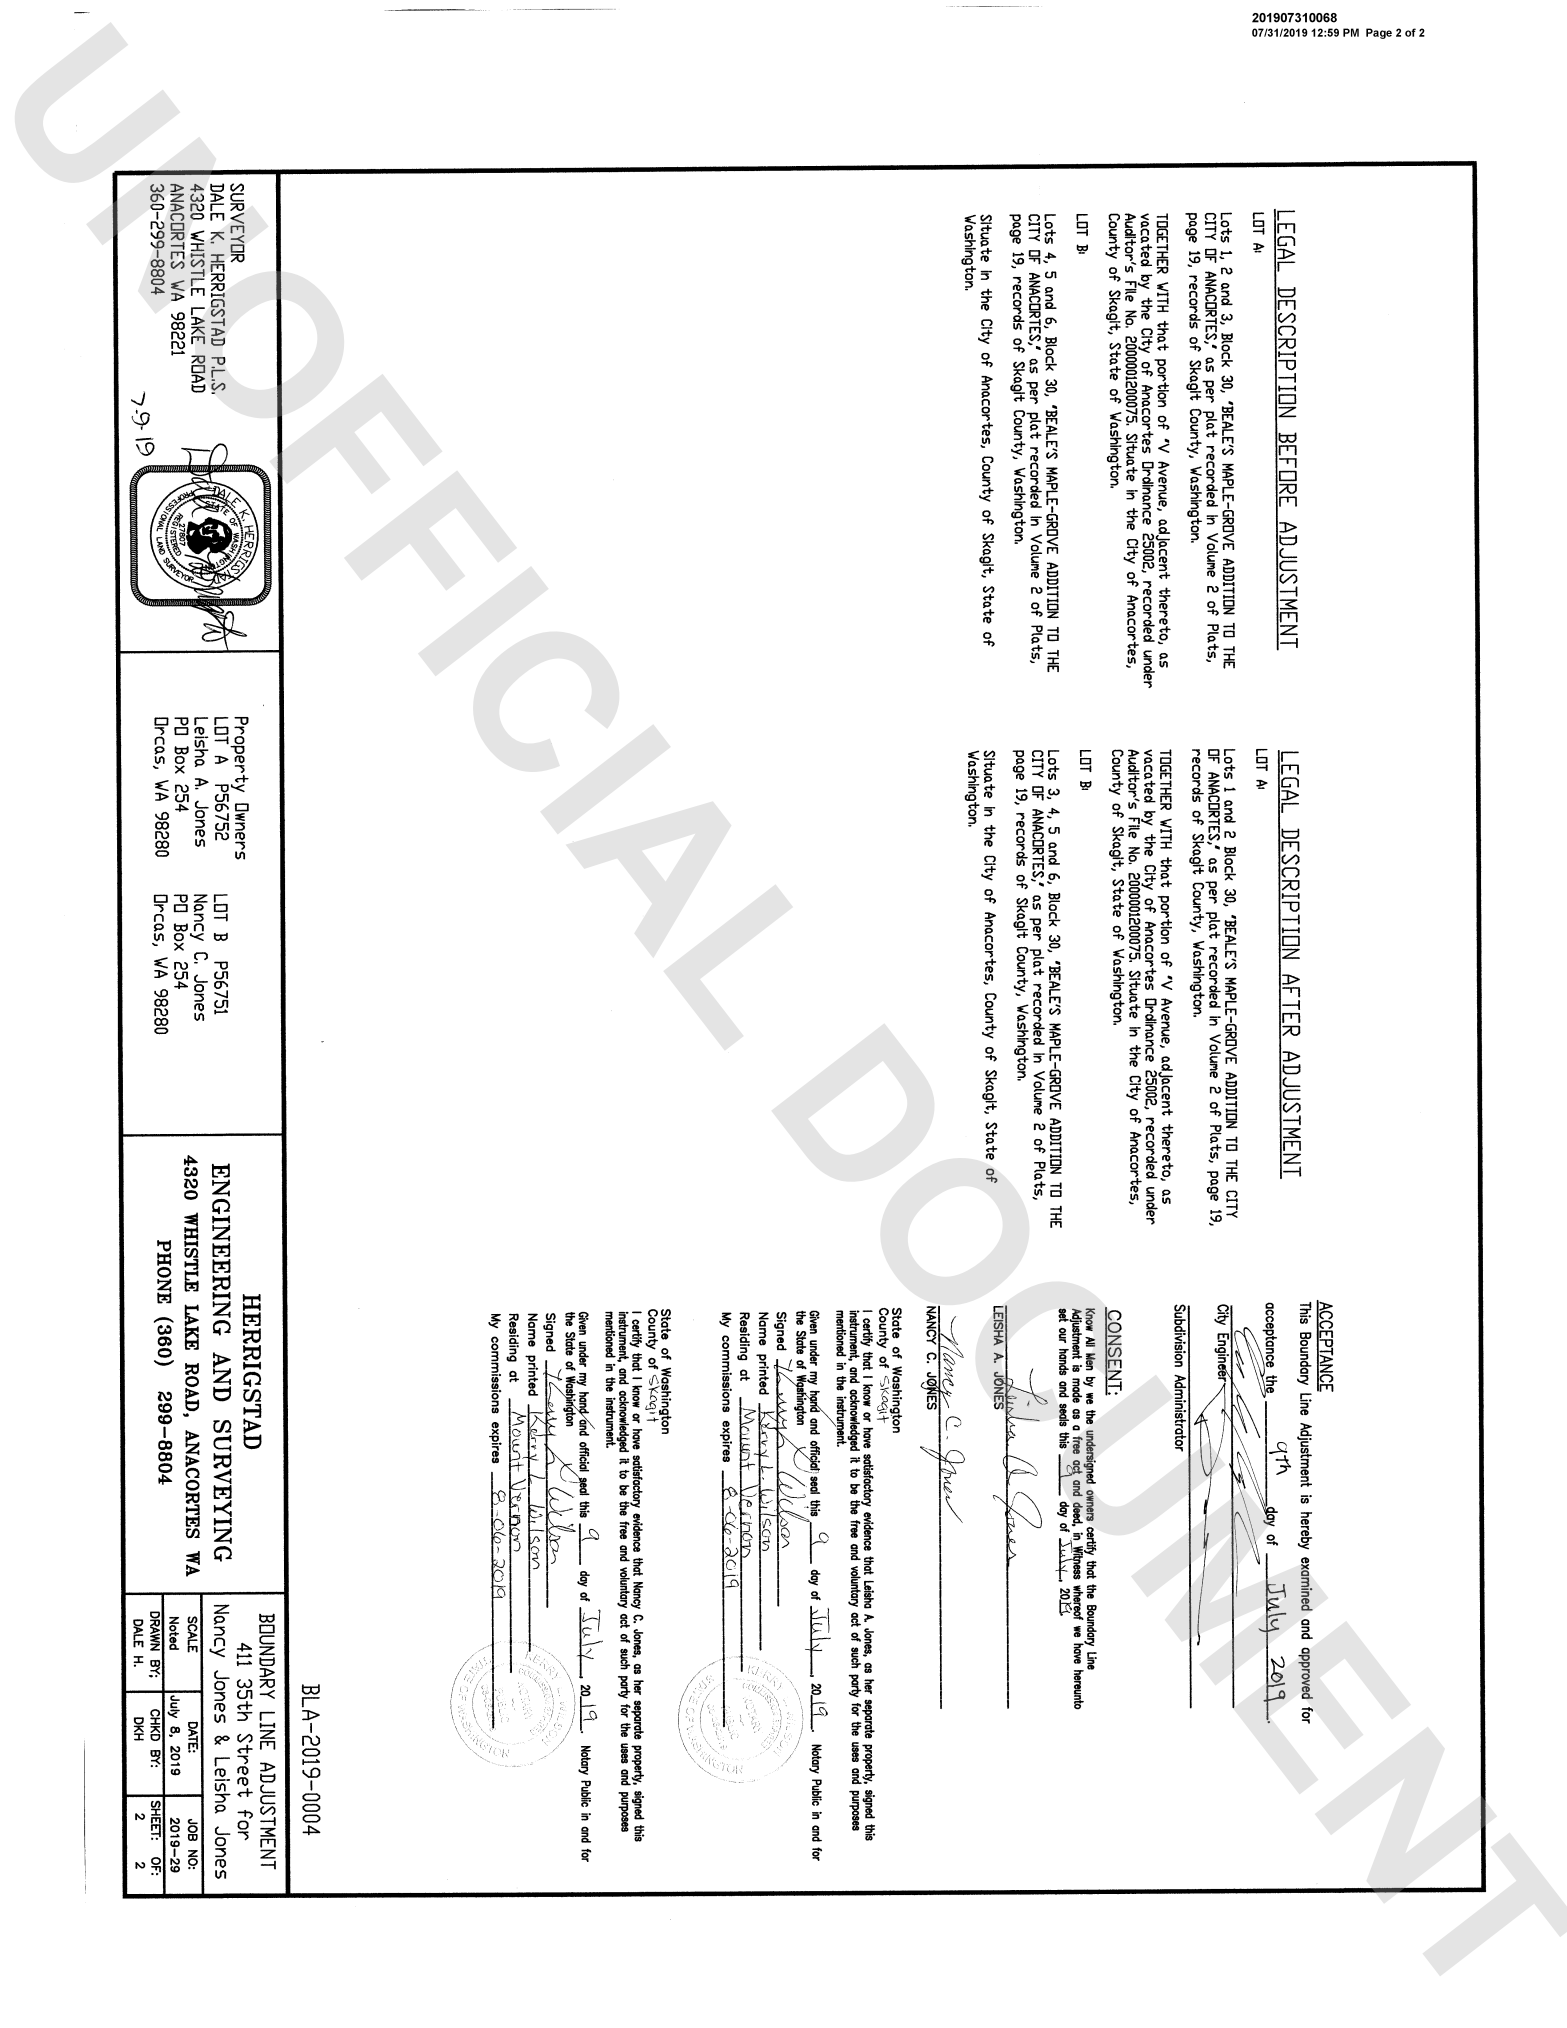 201907310068
07/31/2019 12:59 PM Page 2 of 2
UNOFFICIAL DOCUMENT
LEGAL DESCRIPTION BEFORE ADJUSTMENT
LOT A:
Lots 1, 2 and 3, Block 30, "BEALE'S MAPLE-GROVE ADDITION TO THE
CITY OF ANACORTES," as per plat recorded in Volume 2 of Plats,
page 19, records of Skagit County, Washington.
TOGETHER WITH that portion of "V Avenue, adjacent thereto, as
vacated by the City of Anacortes Ordinance 25002, recorded under
Auditor's File No. 200001200075. Situate in the City of Anacortes,
County of Skagit, State of Washington.
LOT B:
Lots 4, 5 and 6, Block 30, "BEALE'S MAPLE-GROVE ADDITION TO THE
CITY OF ANACORTES," as per plat recorded in Volume 2 of Plats,
page 19, records of Skagit County, Washington.
Situate in the City of Anacortes, County of Skagit, State of
Washington.
LEGAL DESCRIPTION AFTER ADJUSTMENT
LOT A:
Lots 1 and 2 Block 30, "BEALE'S MAPLE-GROVE ADDITION TO THE CITY
OF ANACORTES," as per plat recorded in Volume 2 of Plats, page 19,
records of Skagit County, Washington.
TOGETHER WITH that portion of "V Avenue, adjacent thereto, as
vacated by the City of Anacortes Ordinance 25002, recorded under
Auditor's File No. 200001200075. Situate in the City of Anacortes,
County of Skagit, State of Washington.
LOT B:
Lots 3, 4, 5 and 6, Block 30, "BEALE'S MAPLE-GROVE ADDITION TO THE
CITY OF ANACORTES," as per plat recorded in Volume 2 of Plats,
page 19, records of Skagit County, Washington.
Situate in the City of Anacortes, County of Skagit, State of
Washington.
ACCEPTANCE
This Boundary Line Adjustment is hereby examined and approved for
acceptance the 9th day of July 2019.
City Engineer
Subdivision Administrator
CONSENT:
Know All Men by we the undersigned owners certify that the Boundary Line
Adjustment is made as a free act and deed, in Witness whereof we have hereunto
set our hands and seals this 9 day of July, 2019
Leisha A. Jones
LEISHA A. JONES
Nancy C. Jones
NANCY C. JONES
State of Washington
County of Skagit
I certify that I know or have satisfactory evidence that Leisha A. Jones, as her separate property, signed this
instrument, and acknowledged it to be the free and voluntary act of such party for the uses and purposes
mentioned in the instrument.
Given under my hand and official seal this 9 day of July, 2019. Notary Public in and for
the State of Washington
Signed Kerry L Wilson
Name printed Kerry L. Wilson
Residing at Mount Vernon
My commissions expires 8-06-2019
State of Washington
County of Skagit
I certify that I know or have satisfactory evidence that Nancy C. Jones, as her separate property, signed this
instrument, and acknowledged it to be the free and voluntary act of such party for the uses and purposes
mentioned in the instrument.
Given under my hand and official seal this 9 day of July, 2019. Notary Public in and for
the State of Washington
Signed Kerry L Wilson
Name printed Kerry L Wilson
Residing at Mount Vernon
My commissions expires 8-06-2019
BLA-2019-0004
SURVEYOR
DALE K. HERRIGSTAD P.L.S.
4320 WHISTLE LAKE ROAD
ANACORTES WA 98221
360-299-8804
7-9-19
DALE K. HERRIGSTAD
STATE OF WASHINGTON
27807
REGISTERED
PROFESSIONAL LAND SURVEYOR
Property Owners
LOT A P56752
Leisha A. Jones
PO Box 254
Orcas, WA 98280
LOT B P56751
Nancy C. Jones
PO Box 254
Orcas, WA 98280
HERRIGSTAD
ENGINEERING AND SURVEYING
4320 WHISTLE LAKE ROAD, ANACORTES WA
PHONE (360) 299-8804
BOUNDARY LINE ADJUSTMENT
411 35th Street for
Nancy Jones & Leisha Jones
SCALE
Noted
DATE:
July 8, 2019
JOB NO:
2019-29
DRAWN BY:
DALE H.
CHKD BY:
DKH
SHEET: OF:
2 2